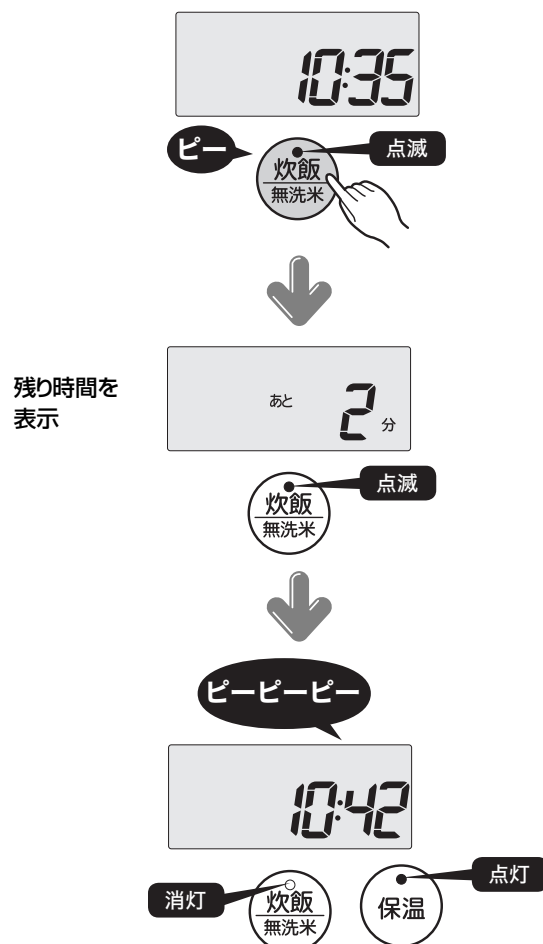 10:35
ピー
点滅
炊飯
無洗米
残り時間を
表示
あと 2 分
点滅
炊飯
無洗米
ピーピーピー
10:42
消灯
炊飯
無洗米
保温
点灯